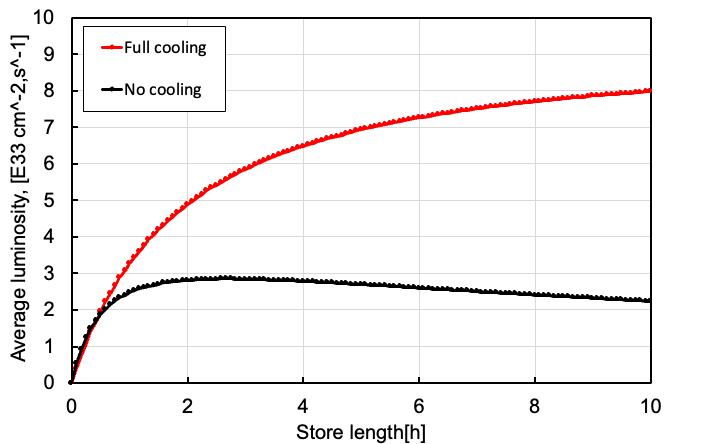 10
9
8
7
6
5
4
3
2
1
0
Average luminosity, [E33 cm^-2,s^-1]
Full cooling
No cooling
0 2 4 6 8 10
Store length[h]